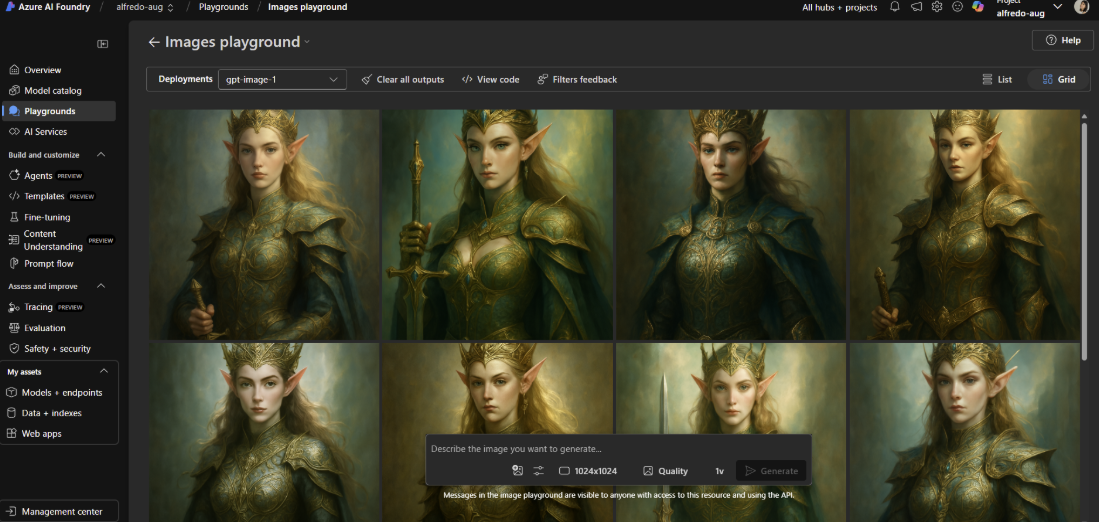 Azure AI Foundry / alfredo-aug / Playgrounds / Images playground
All hubs + projects
Project
alfredo-aug
Images playground
Help
Deployments gpt-image-1 Clear all outputs View code Filters feedback List Grid
Overview
Model catalog
Playgrounds
AI Services
Build and customize
Agents PREVIEW
Templates PREVIEW
Fine-tuning
Content
Understanding PREVIEW
Prompt flow
Assess and improve
Tracing PREVIEW
Evaluation
Safety + security
My assets
Models + endpoints
Data + indexes
Web apps
Management center
Describe the image you want to generate...
1024x1024 Quality 1v Generate
Messages in the image playground are visible to anyone with access to this resource and using the API.